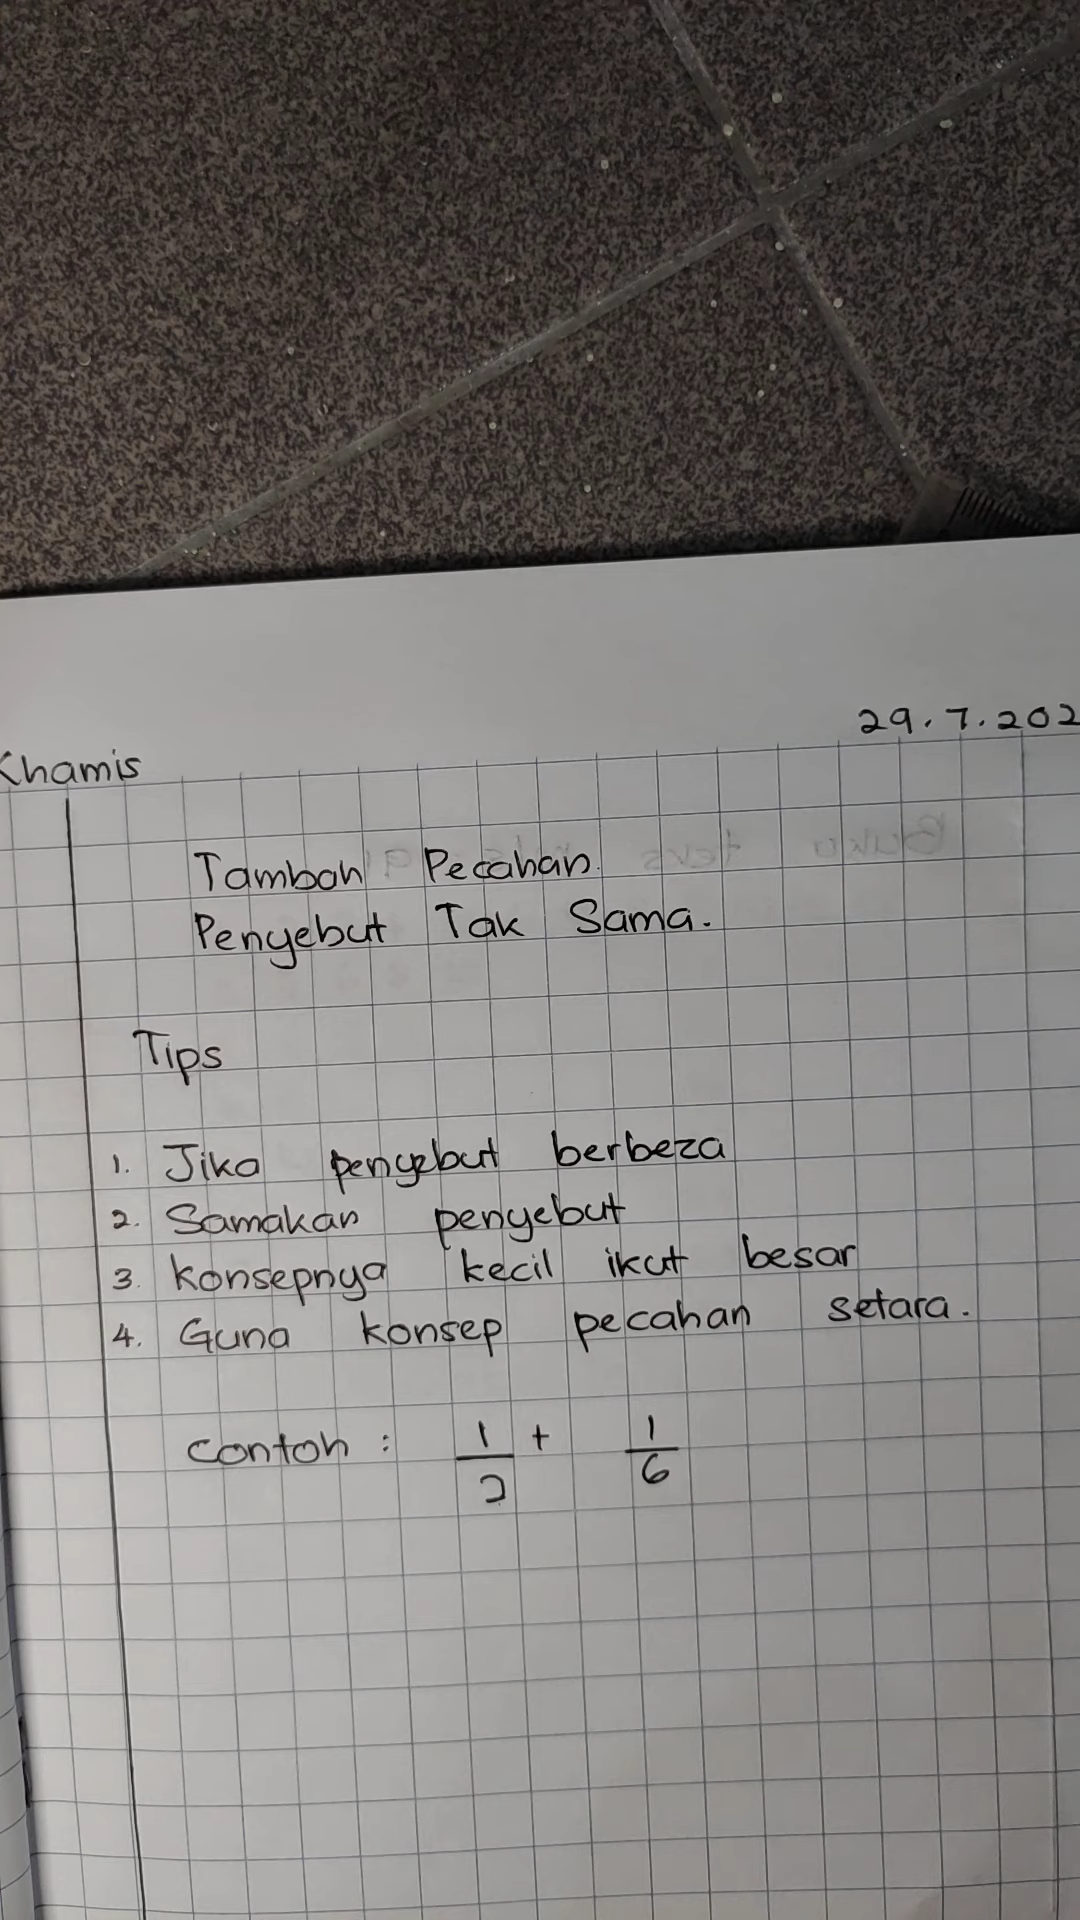 29.7.202
Khamis
Tambah Pecahan
Penyebut Tak Sama.
Tips
1. Jika penyebut berbeza
2. Samakan penyebut
3. Konsepnya kecil ikut besar
4. Guna konsep pecahan setara.
Contoh : 1/2 + 1/6